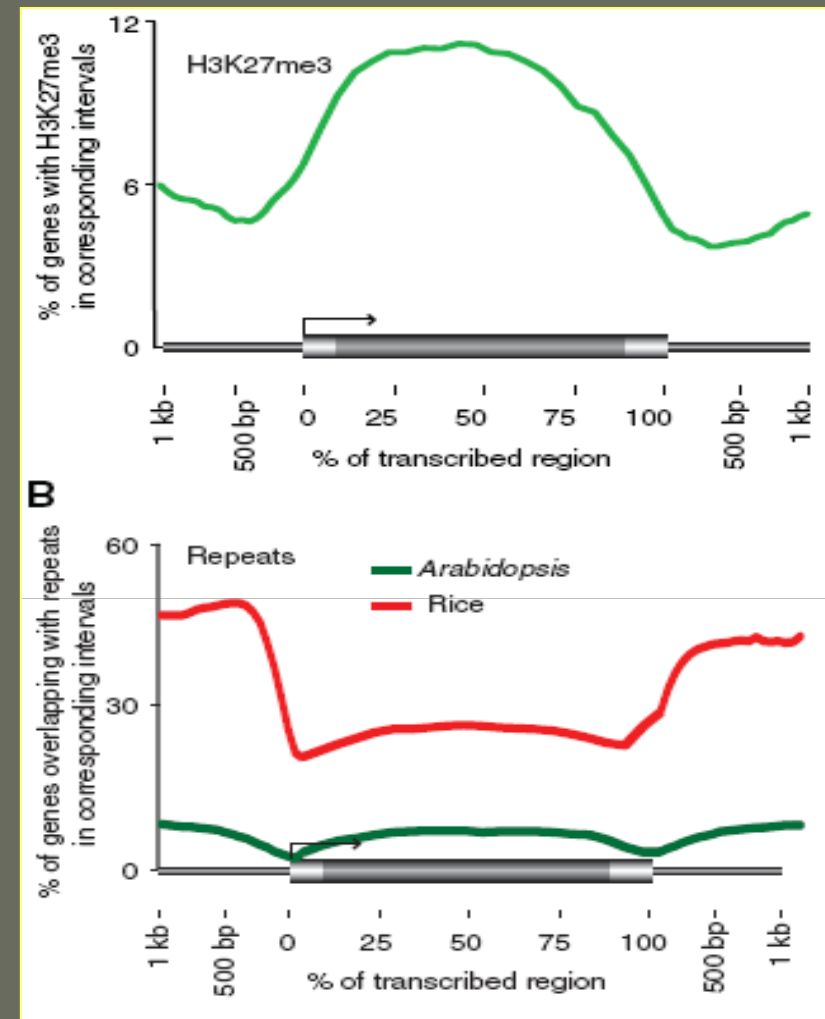 12
6
0
% of genes with H3K27me3
in corresponding intervals
H3K27me3
1 kb
500 bp
0
25
50
75
100
500 bp
1 kb
% of transcribed region
B
60
30
0
% of genes overlapping with repeats
in corresponding intervals
Repeats
Arabidopsis
Rice
1 kb
500 bp
0
25
50
75
100
500 bp
1 kb
% of transcribed region